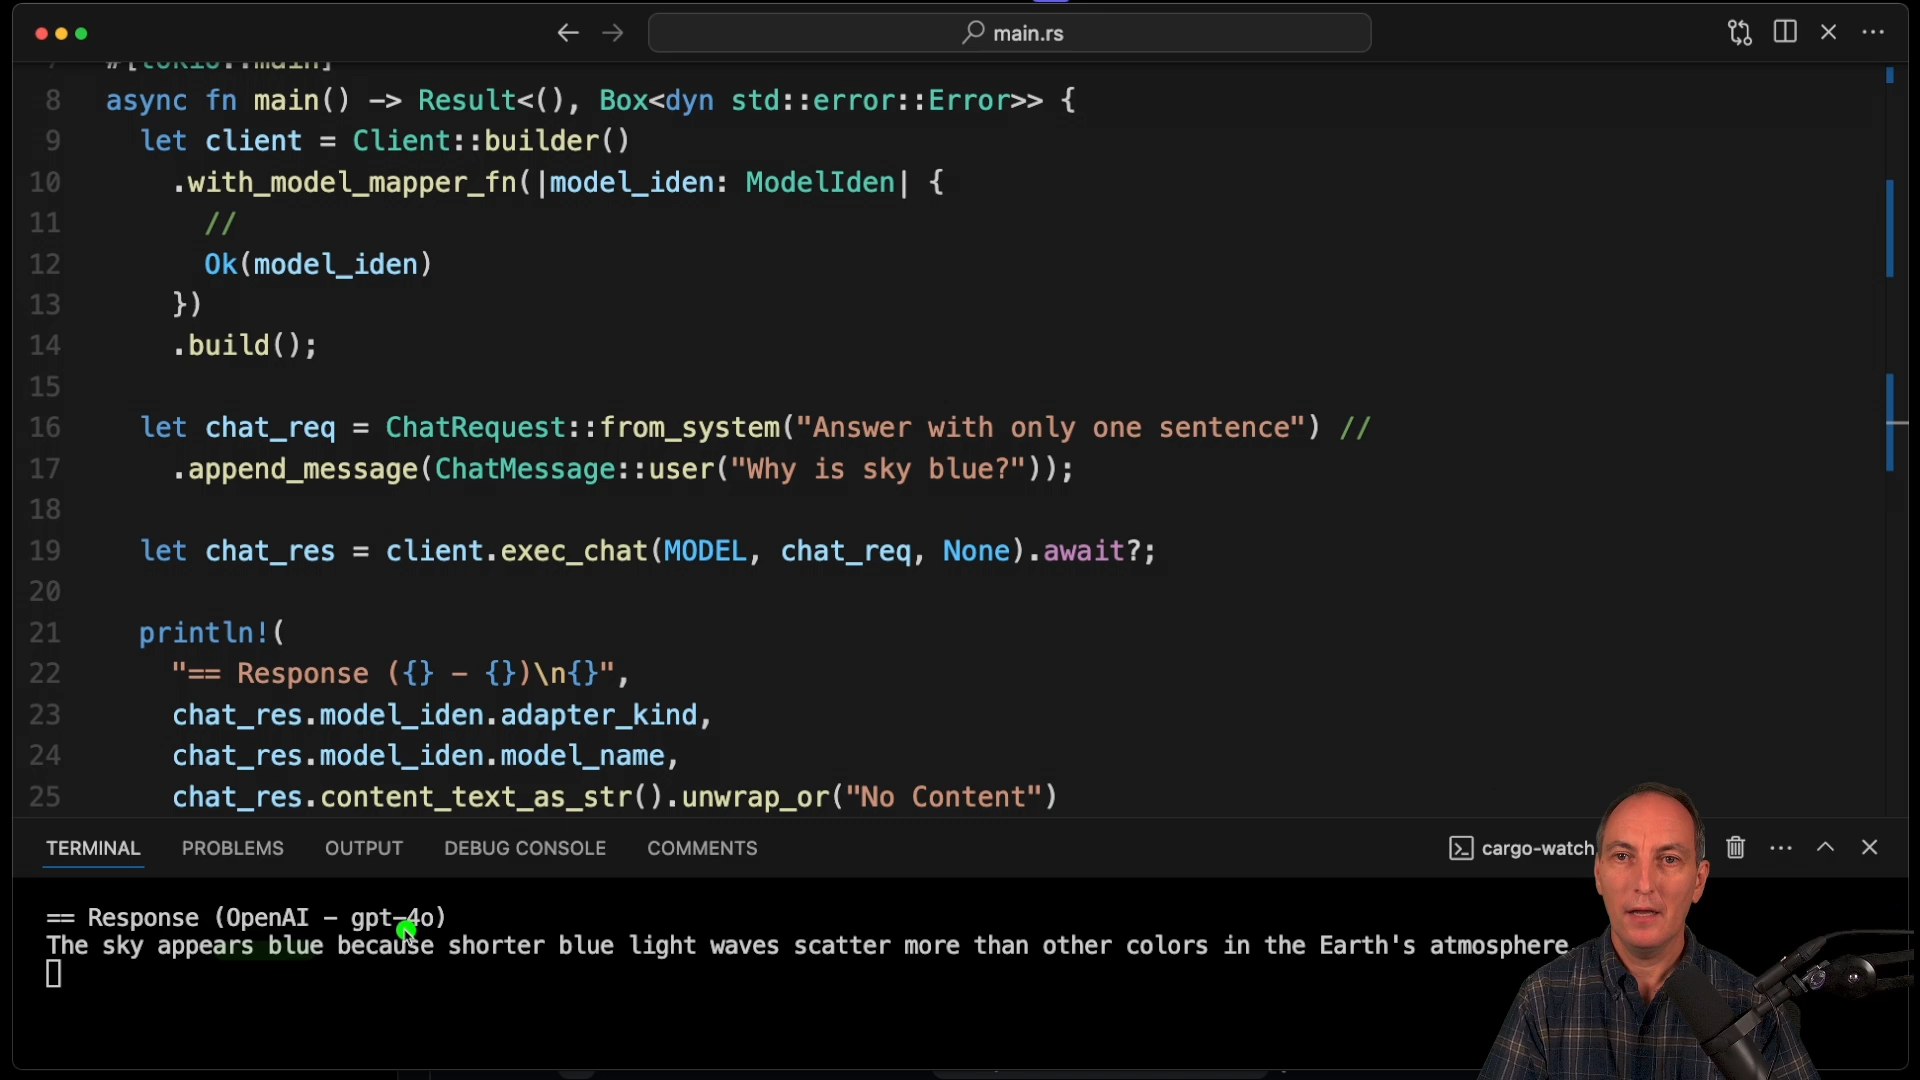 main.rs
7 #[tokio::main]
8 async fn main() -> Result<(), Box<dyn std::error::Error>> {
9 let client = Client::builder()
10 .with_model_mapper_fn(|model_iden: ModelIden| {
11 //
12 Ok(model_iden)
13 })
14 .build();
15
16 let chat_req = ChatRequest::from_system("Answer with only one sentence") //
17 .append_message(ChatMessage::user("Why is sky blue?"));
18
19 let chat_res = client.exec_chat(MODEL, chat_req, None).await?;
20
21 println!(
22 "== Response ({} - {})\n{}",
23 chat_res.model_iden.adapter_kind,
24 chat_res.model_iden.model_name,
25 chat_res.content_text_as_str().unwrap_or("No Content")
TERMINAL PROBLEMS OUTPUT DEBUG CONSOLE COMMENTS cargo-watch
== Response (OpenAI - gpt-4o)
The sky appears blue because shorter blue light waves scatter more than other colors in the Earth's atmosphere.